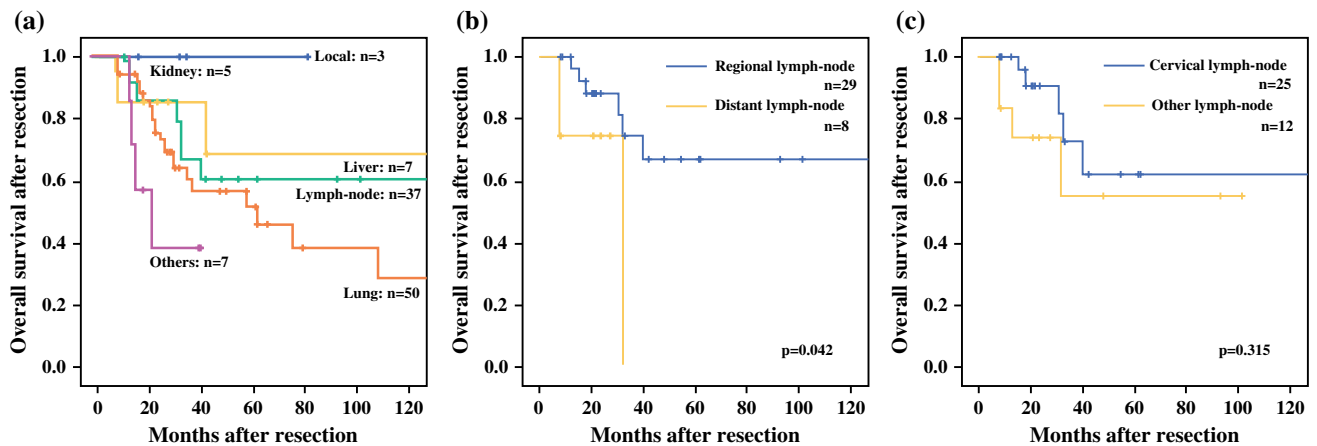 (a)
Overall survival after resection
1.0
0.8
0.6
0.4
0.2
0.0
Local: n=3
Kidney: n=5
Liver: n=7
Lymph-node: n=37
Others: n=7
Lung: n=50
0 20 40 60 80 100 120
Months after resection
(b)
Overall survival after resection
1.0
0.8
0.6
0.4
0.2
0.0
Regional lymph-node
n=29
Distant lymph-node
n=8
p=0.042
0 20 40 60 80 100 120
Months after resection
(c)
Overall survival after resection
1.0
0.8
0.6
0.4
0.2
0.0
Cervical lymph-node
n=25
Other lymph-node
n=12
p=0.315
0 20 40 60 80 100 120
Months after resection